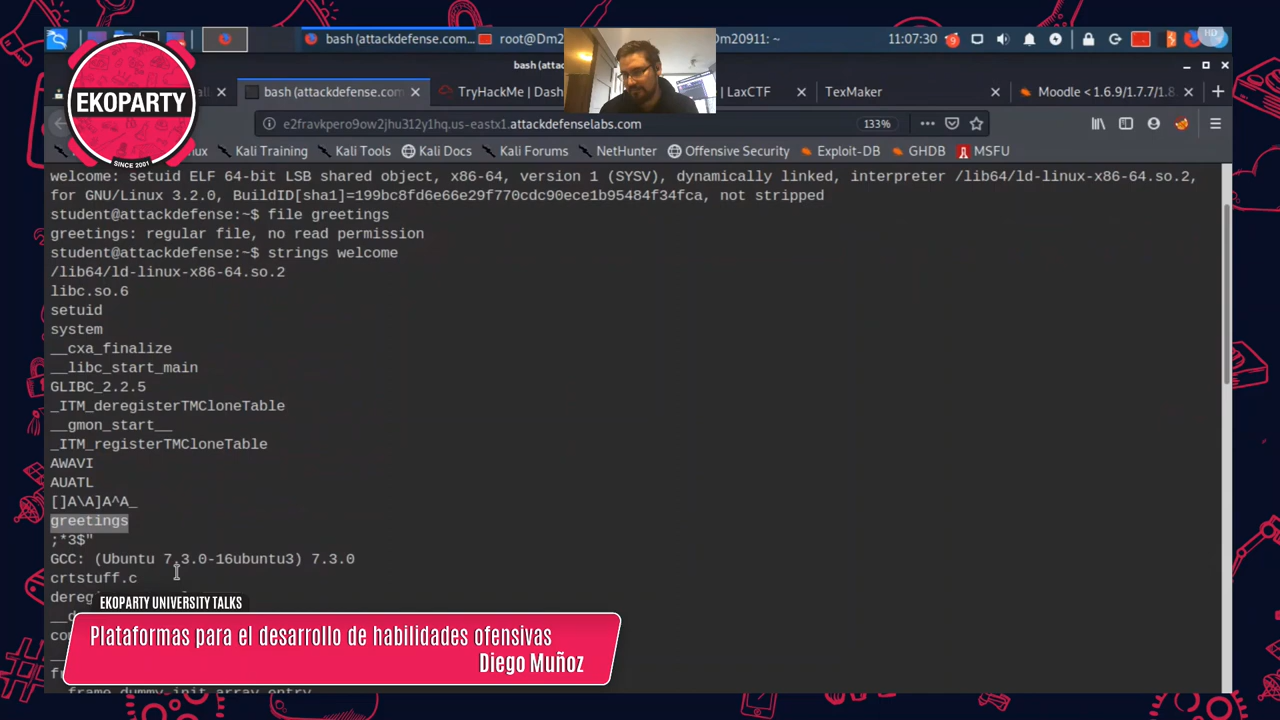 bash (attackdefense.com...
root@Dm2
Dm20911: ~
11:07:30
HD
bash (atta
EKOPARTY
SINCE 2001
bash (attackdefense.com
TryHackMe | Dash
| LaxCTF
TexMaker
Moodle < 1.6.9/1.7.7/1.8.
e2fravkpero9ow2jhu312y1hq.us-eastx1.attackdefenselabs.com
133%
Kali Training
Kali Tools
Kali Docs
Kali Forums
NetHunter
Offensive Security
Exploit-DB
GHDB
MSFU
welcome: setuid ELF 64-bit LSB shared object, x86-64, version 1 (SYSV), dynamically linked, interpreter /lib64/ld-linux-x86-64.so.2,
for GNU/Linux 3.2.0, BuildID[sha1]=199bc8fd6e66e29f770cdc90ece1b95484f34fca, not stripped
student@attackdefense:~$ file greetings
greetings: regular file, no read permission
student@attackdefense:~$ strings welcome
/lib64/ld-linux-x86-64.so.2
libc.so.6
setuid
system
__cxa_finalize
__libc_start_main
GLIBC_2.2.5
_ITM_deregisterTMCloneTable
__gmon_start__
_ITM_registerTMCloneTable
AWAVI
AUATL
[]A\A]A^A_
greetings
;*3$"
GCC: (Ubuntu 7.3.0-16ubuntu3) 7.3.0
crtstuff.c
EKOPARTY UNIVERSITY TALKS
Plataformas para el desarrollo de habilidades ofensivas
Diego Muñoz